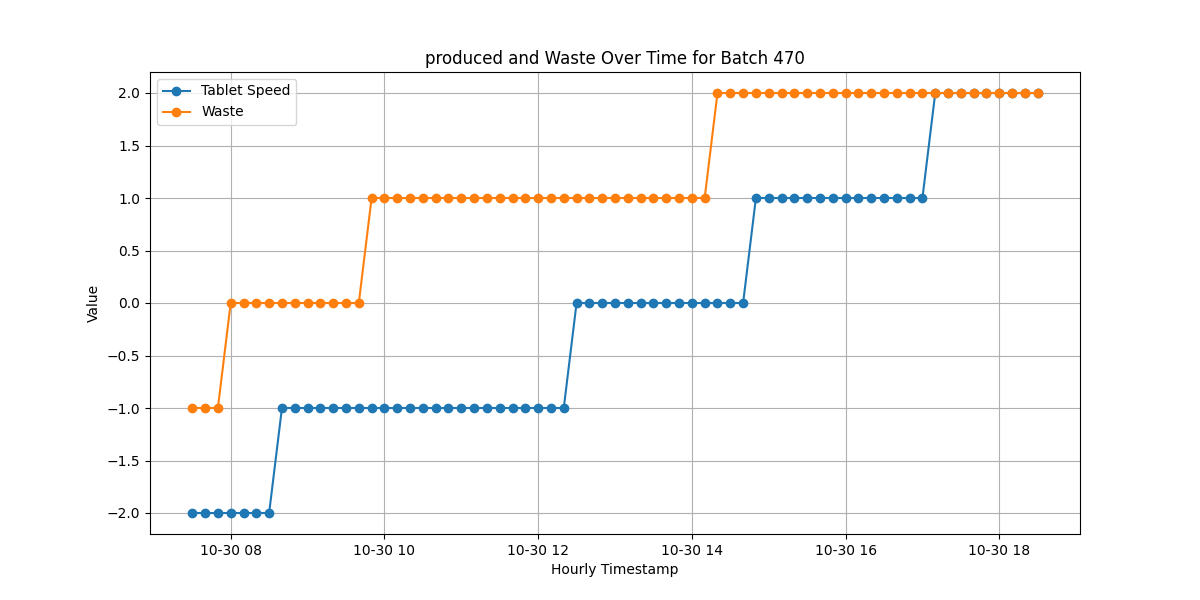 produced and Waste Over Time for Batch 470
Tablet Speed
Waste
2.0
1.5
1.0
0.5
0.0
−0.5
−1.0
−1.5
−2.0
Value
10-30 08 10-30 10 10-30 12 10-30 14 10-30 16 10-30 18
Hourly Timestamp